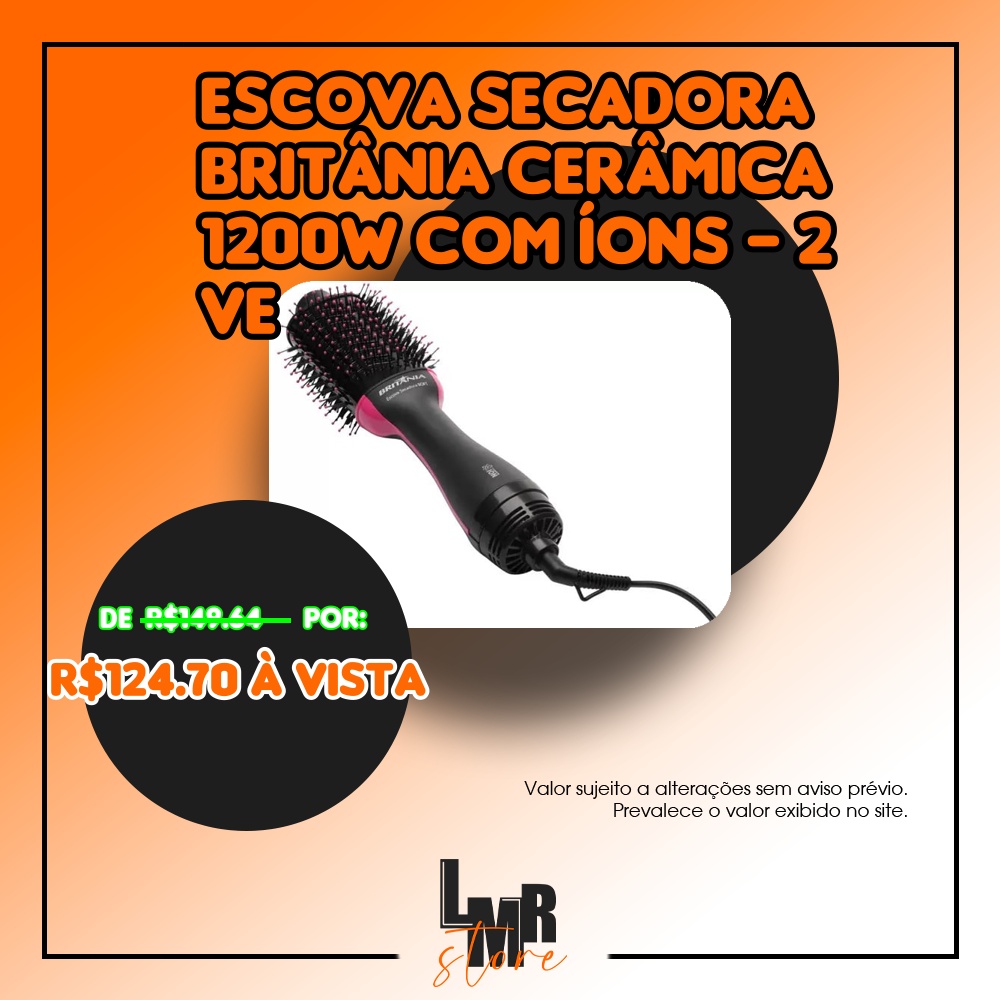 ESCOVA SECADORA
BRITÂNIA CERÂMICA
1200W COM ÍONS - 2
VE
BRITÂNIA
DE R$149.64 POR:
R$124.70 À VISTA
Valor sujeito a alterações sem aviso prévio.
Prevalece o valor exibido no site.
LMR
store